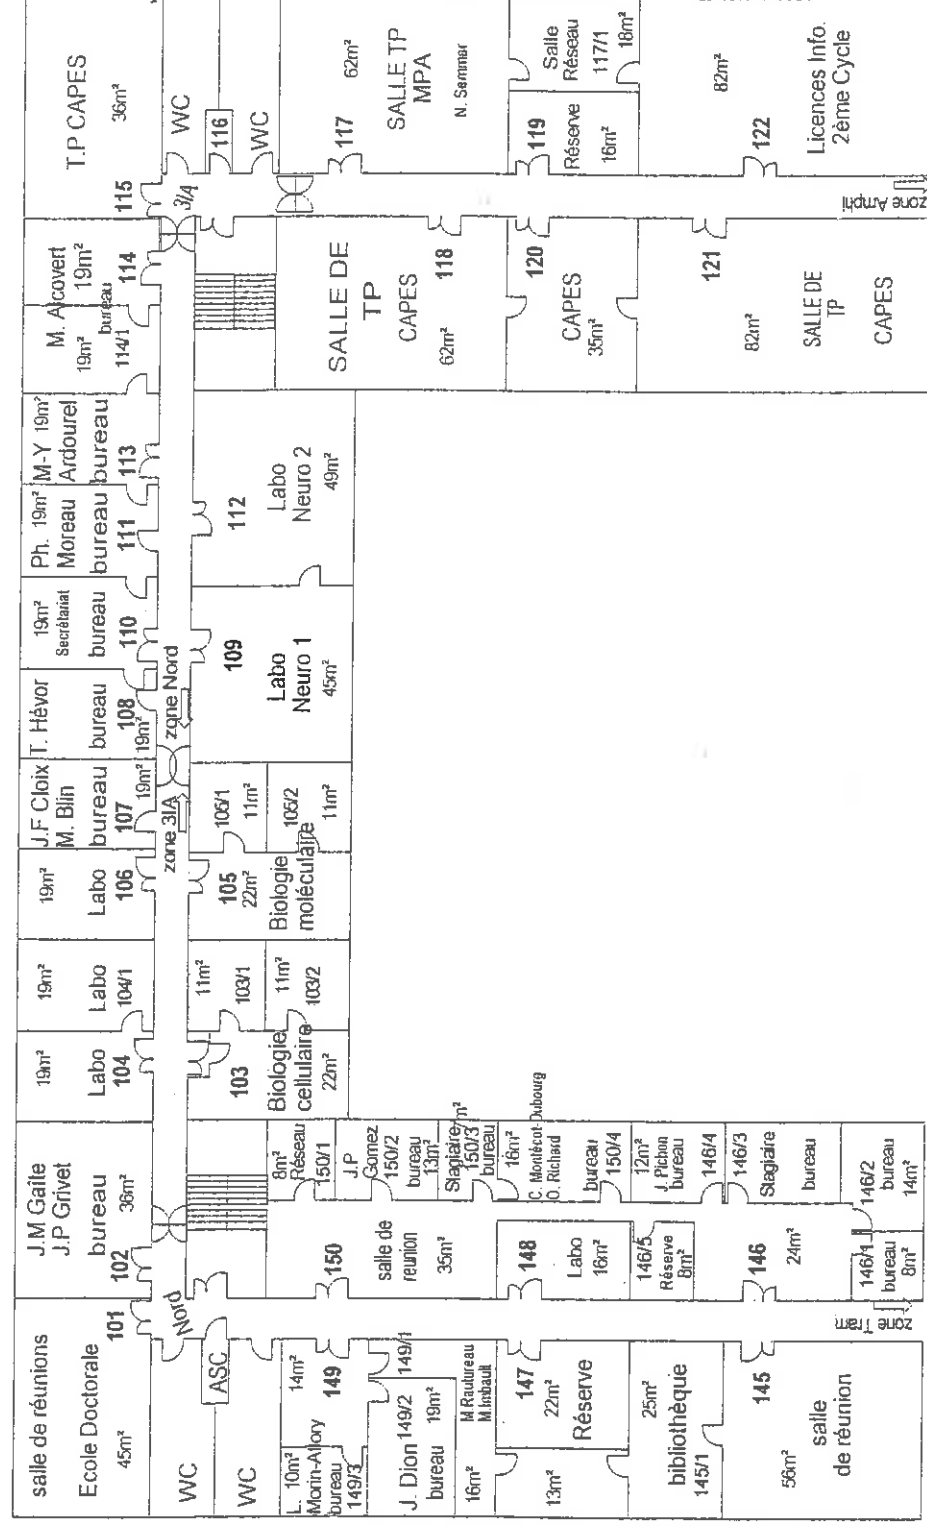 T.P CAPES
36m²
115
WC
116
WC
3IA
62m²
SALLE TP
MPA
N. Semmar
117
Salle
Réseau
117/1
18m²
119
Réserve
16m²
82m²
122
Licences Info.
2ème Cycle
zone Amphi
M. Alcovert
19m²
114
bureau
19m²
114/1
SALLE DE
TP
CAPES
118
62m²
120
CAPES
35m²
121
82m²
SALLE DE
TP
CAPES
M-Y 19m²
Ardourel
bureau
113
Ph. 19m²
Moreau
bureau
111
19m²
Secrétariat
bureau
110
T. Hévor
bureau
108
19m²
zone Nord
J.F Cloix
M. Blin
bureau
107
19m²
zone 3IA
112
Labo
Neuro 2
49m²
109
Labo
Neuro 1
45m²
19m²
Labo
106
105/1
11m²
105/2
11m²
105
22m²
Biologie
moléculaire
19m²
Labo
104/1
11m²
103/1
11m²
103/2
19m²
Labo
104
103
Biologie
cellulaire
22m²
J.M Gaite
J.P Grivet
bureau
36m²
102
8m²
Réseau
150/1
J.P
Gomez
150/2
bureau
13m²
Stagiaire
150/3
bureau
16m²
C. Montécot-Dubourg
O. Richard
bureau
150/4
12m²
J. Pichon
bureau
146/4
146/3
Stagiaire
bureau
146/2
bureau
14m²
150
salle de
reunion
35m²
148
Labo
16m²
146/5
Réserve
8m²
146
24m²
146/1
bureau
8m²
zone Tram
salle de réunions
Ecole Doctorale
45m²
101
Nord
WC
ASC
WC
14m²
149
L. 10m²
Morin-Allory
bureau
149/3
149/1
J. Dion 149/2
19m²
bureau
M.Rautureau
M.Imbault
16m²
147
22m²
Réserve
13m²
25m²
bibliothèque
145/1
145
56m²
salle
de réunion